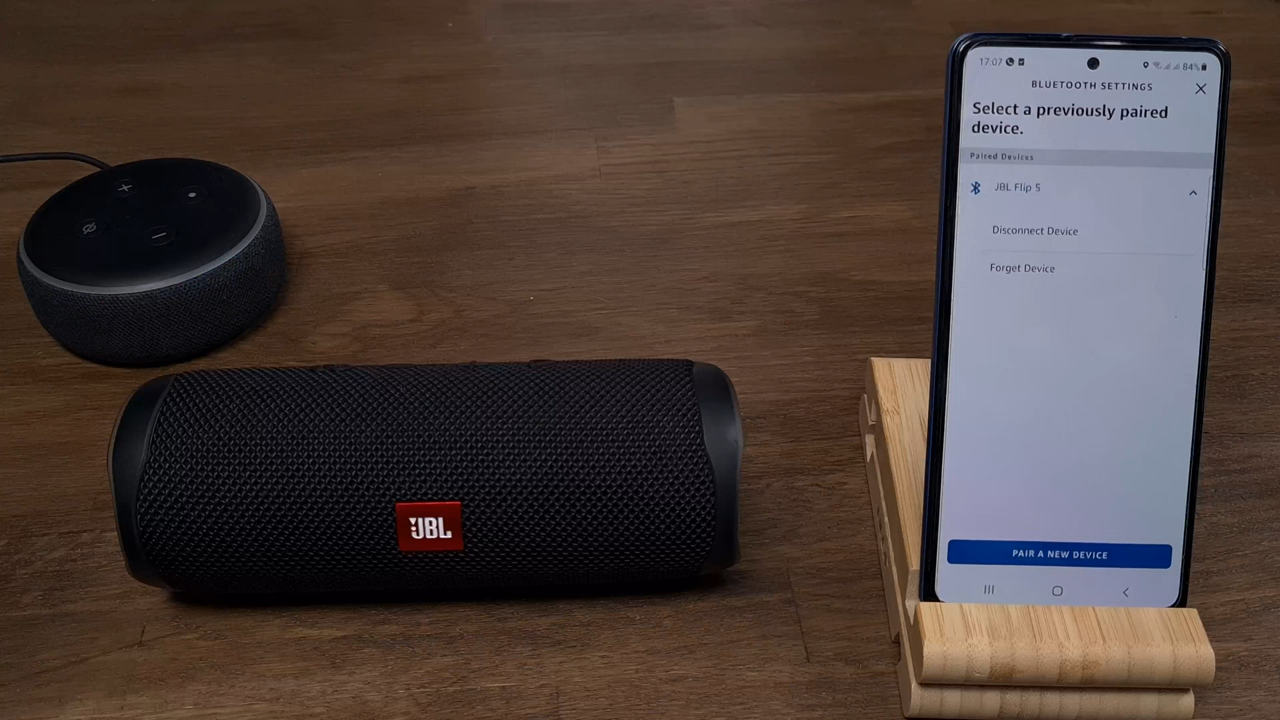 17:07
84%
BLUETOOTH SETTINGS
Select a previously paired
device.
Paired Devices
JBL Flip 5
Disconnect Device
Forget Device
PAIR A NEW DEVICE
JBL